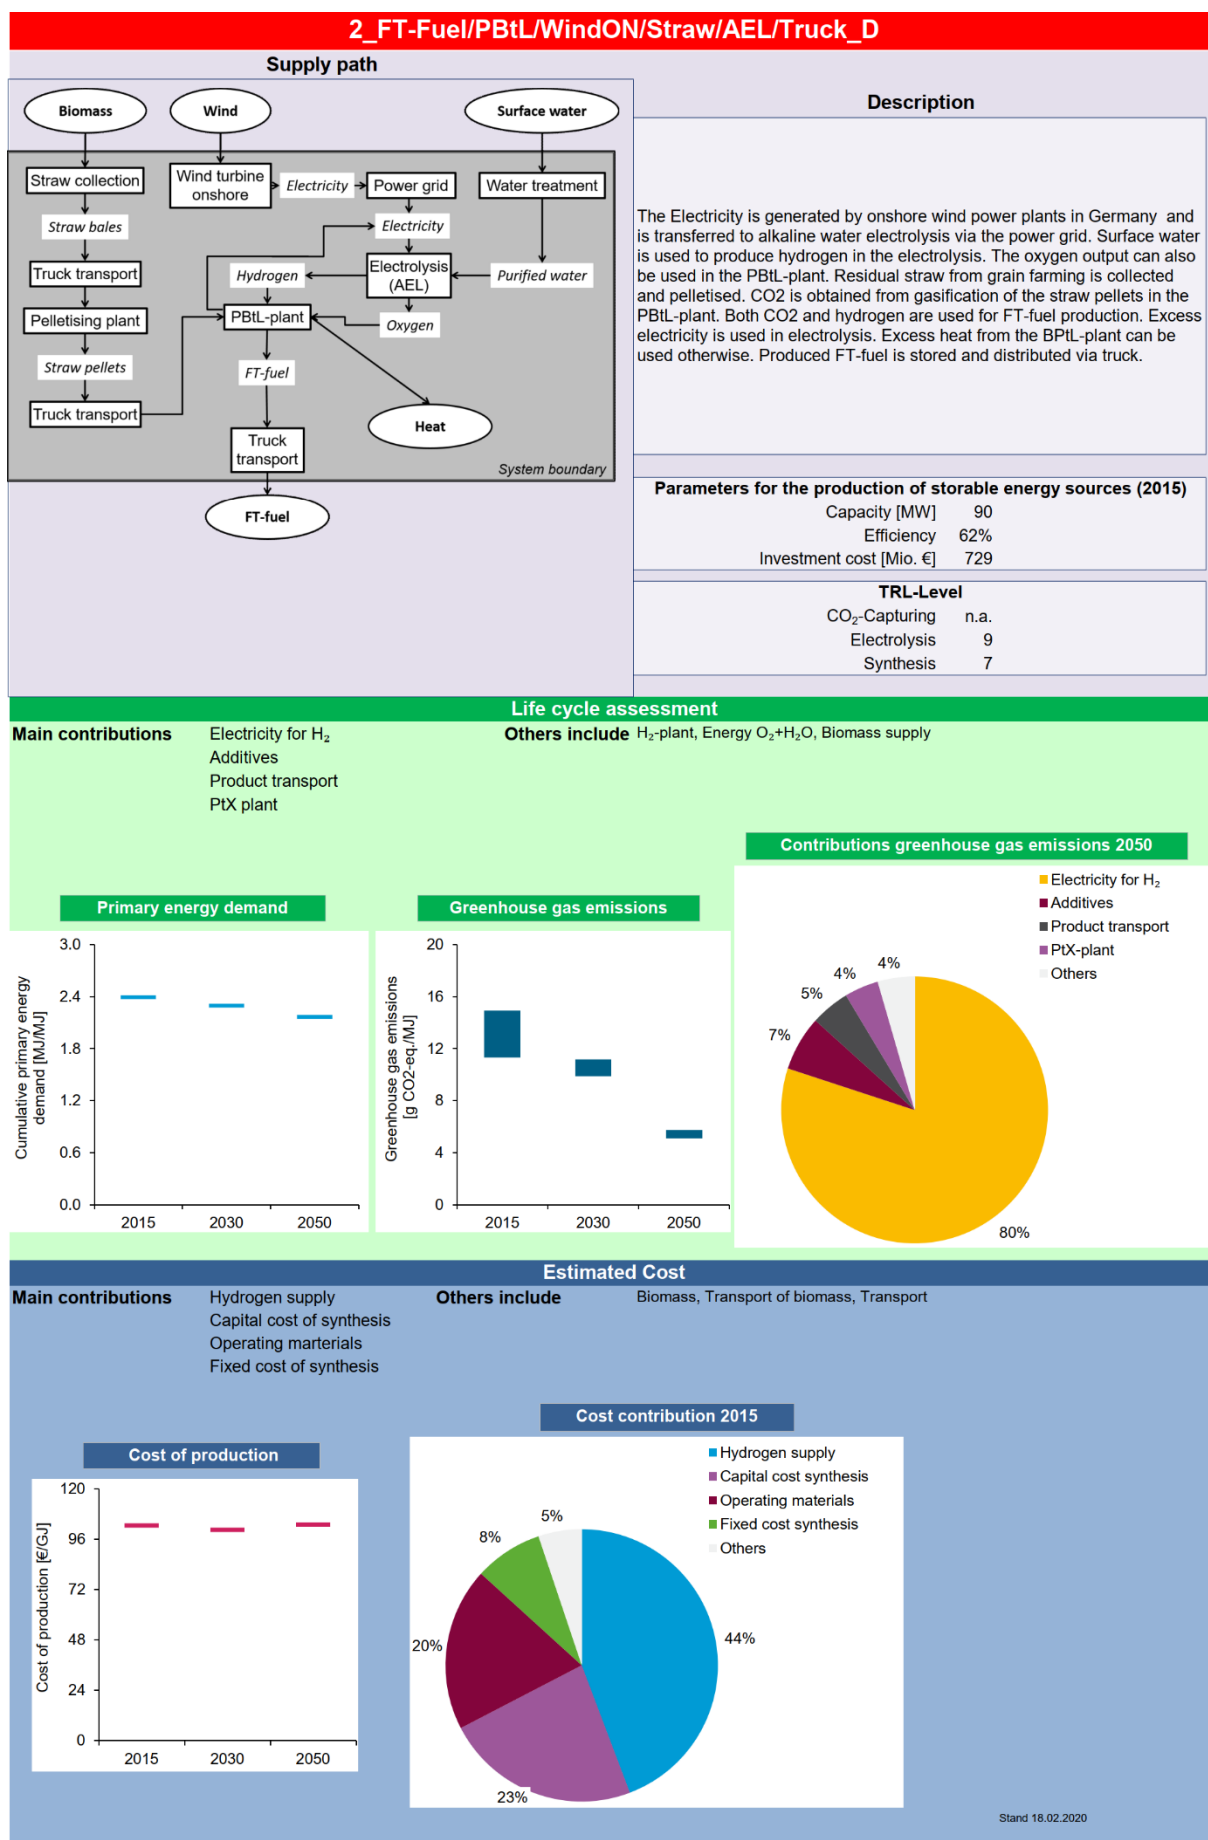 2_FT-Fuel/PBtL/WindON/Straw/AEL/Truck_D
Supply path
Biomass
Wind
Surface water
Straw collection
Wind turbine
onshore
Electricity
Power grid
Water treatment
Straw bales
Electricity
Truck transport
Hydrogen
Electrolysis
(AEL)
Purified water
Pelletising plant
PBtL-plant
Oxygen
Straw pellets
FT-fuel
Truck transport
Heat
Truck
transport
System boundary
FT-fuel
Description
The Electricity is generated by onshore wind power plants in Germany and
is transferred to alkaline water electrolysis via the power grid. Surface water
is used to produce hydrogen in the electrolysis. The oxygen output can also
be used in the PBtL-plant. Residual straw from grain farming is collected
and pelletised. CO2 is obtained from gasification of the straw pellets in the
PBtL-plant. Both CO2 and hydrogen are used for FT-fuel production. Excess
electricity is used in electrolysis. Excess heat from the BPtL-plant can be
used otherwise. Produced FT-fuel is stored and distributed via truck.
Parameters for the production of storable energy sources (2015)
Capacity [MW] 90
Efficiency 62%
Investment cost [Mio. €] 729
TRL-Level
CO₂-Capturing n.a.
Electrolysis 9
Synthesis 7
Life cycle assessment
Main contributions
Electricity for H₂
Additives
Product transport
PtX plant
Others include H₂-plant, Energy O₂+H₂O, Biomass supply
Primary energy demand
Cumulative primary energy
demand [MJ/MJ]
3.0
2.4
1.8
1.2
0.6
0.0
2015 2030 2050
Greenhouse gas emissions
Greenhouse gas emissions
[g CO2-eq./MJ]
20
16
12
8
4
0
2015 2030 2050
Contributions greenhouse gas emissions 2050
Electricity for H₂
Additives
Product transport
PtX-plant
Others
4%
4%
5%
7%
80%
Estimated Cost
Main contributions
Hydrogen supply
Capital cost of synthesis
Operating marterials
Fixed cost of synthesis
Others include Biomass, Transport of biomass, Transport
Cost of production
Cost of production [€/GJ]
120
96
72
48
24
0
2015 2030 2050
Cost contribution 2015
Hydrogen supply
Capital cost synthesis
Operating materials
Fixed cost synthesis
Others
5%
8%
20%
44%
23%
Stand 18.02.2020